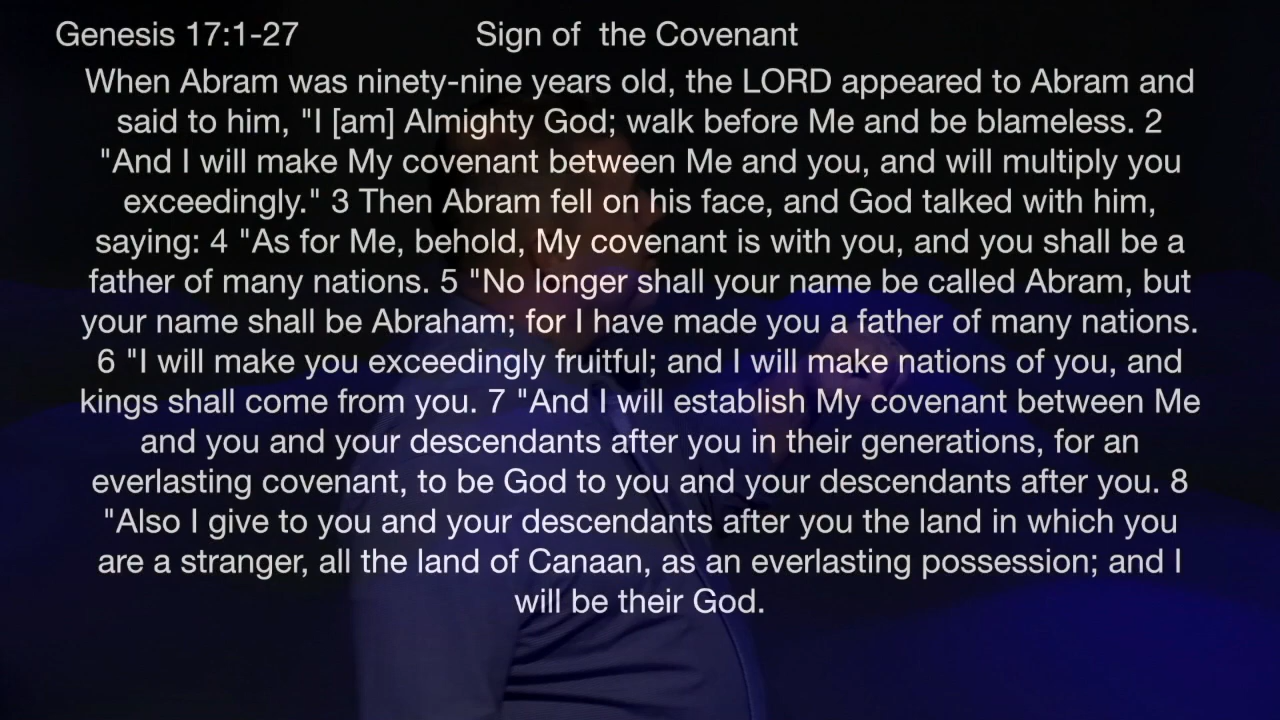 Genesis 17:1-27 Sign of  the Covenant
When Abram was ninety-nine years old, the LORD appeared to Abram and
said to him, "I [am] Almighty God; walk before Me and be blameless. 2
"And I will make My covenant between Me and you, and will multiply you
exceedingly." 3 Then Abram fell on his face, and God talked with him,
saying: 4 "As for Me, behold, My covenant is with you, and you shall be a
father of many nations. 5 "No longer shall your name be called Abram, but
your name shall be Abraham; for I have made you a father of many nations.
6 "I will make you exceedingly fruitful; and I will make nations of you, and
kings shall come from you. 7 "And I will establish My covenant between Me
and you and your descendants after you in their generations, for an
everlasting covenant, to be God to you and your descendants after you. 8
"Also I give to you and your descendants after you the land in which you
are a stranger, all the land of Canaan, as an everlasting possession; and I
will be their God.